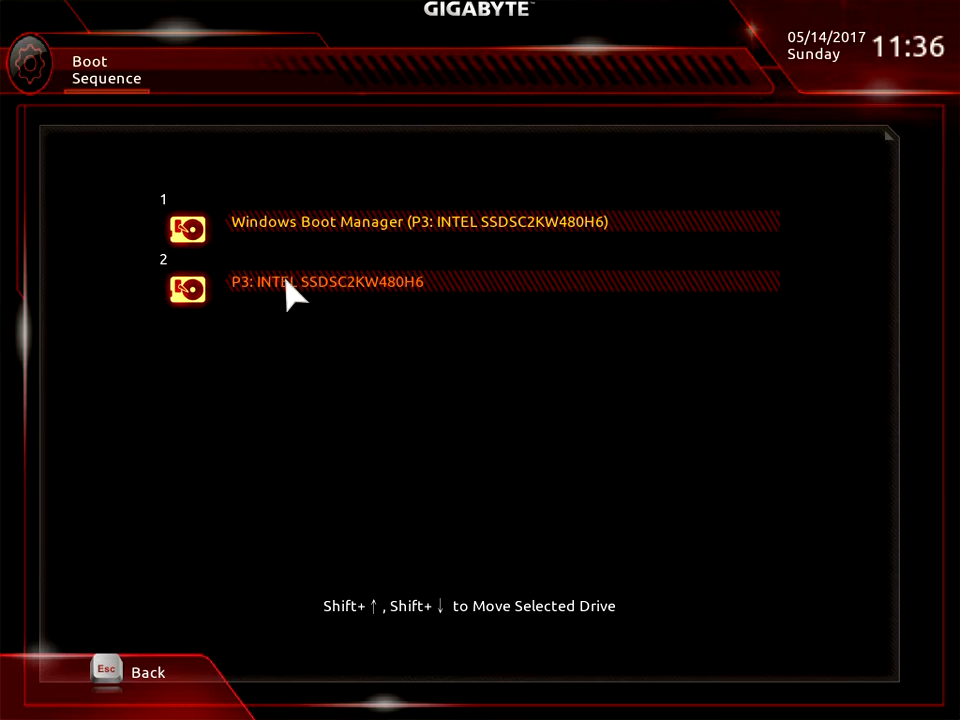 GIGABYTE™
Boot
Sequence
05/14/2017
Sunday
11:36
1
Windows Boot Manager (P3: INTEL SSDSC2KW480H6)
2
P3: INTEL SSDSC2KW480H6
Shift+↑, Shift+↓ to Move Selected Drive
Esc
Back